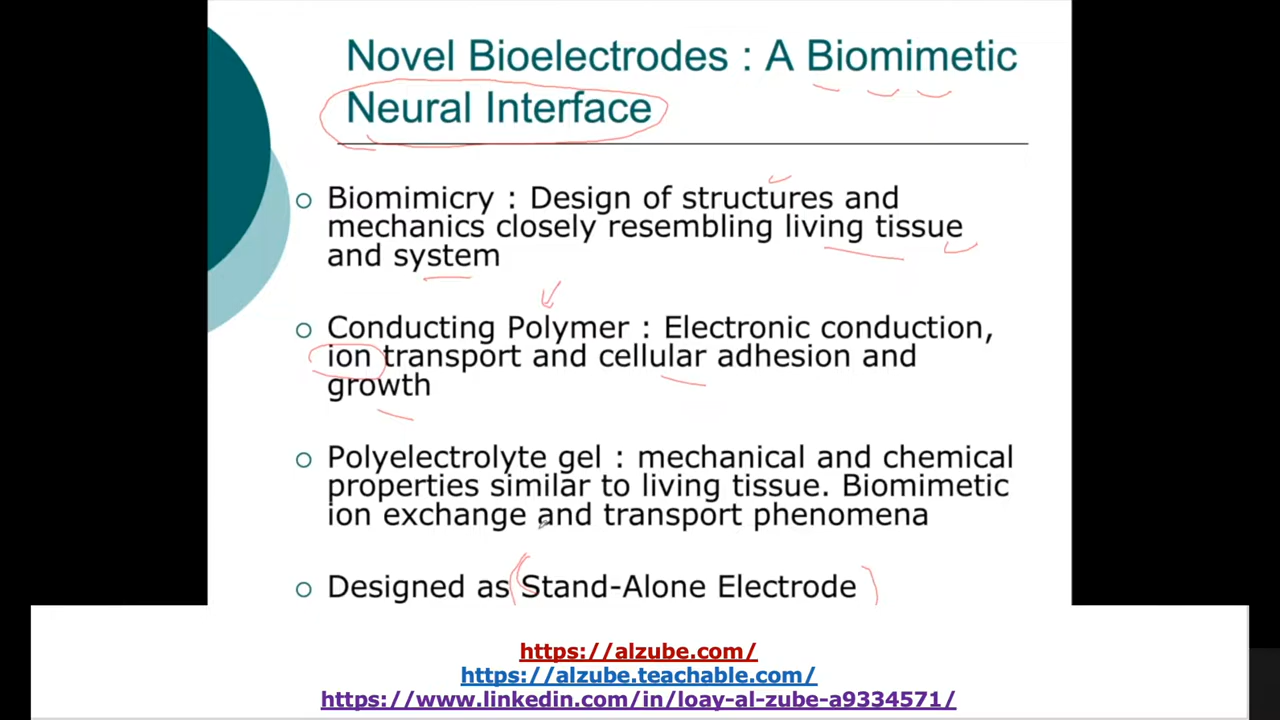 Novel Bioelectrodes : A Biomimetic
Neural Interface
Biomimicry : Design of structures and
mechanics closely resembling living tissue
and system
Conducting Polymer : Electronic conduction,
ion transport and cellular adhesion and
growth
Polyelectrolyte gel : mechanical and chemical
properties similar to living tissue. Biomimetic
ion exchange and transport phenomena
Designed as Stand-Alone Electrode
https://alzube.com/
https://alzube.teachable.com/
https://www.linkedin.com/in/loay-al-zube-a9334571/